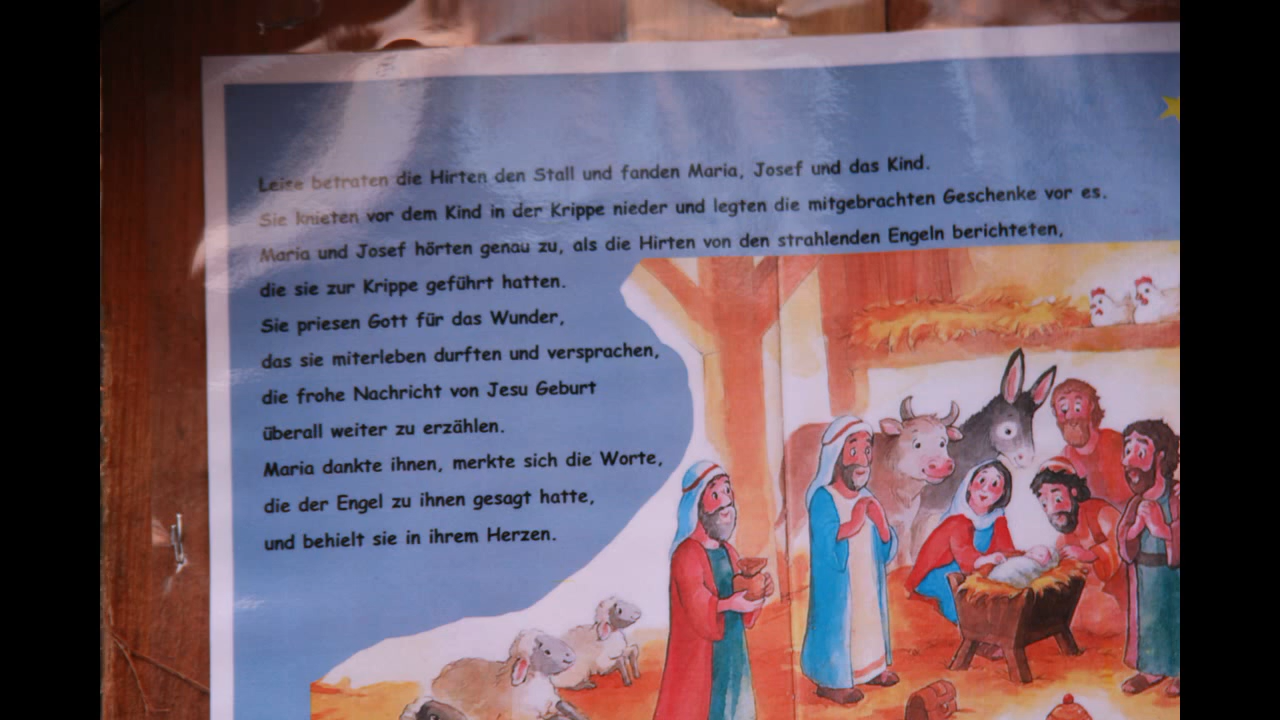 Leise betraten die Hirten den Stall und fanden Maria, Josef und das Kind.
Sie knieten vor dem Kind in der Krippe nieder und legten die mitgebrachten Geschenke vor es.
Maria und Josef hörten genau zu, als die Hirten von den strahlenden Engeln berichteten,
die sie zur Krippe geführt hatten.
Sie priesen Gott für das Wunder,
das sie miterleben durften und versprachen,
die frohe Nachricht von Jesu Geburt
überall weiter zu erzählen.
Maria dankte ihnen, merkte sich die Worte,
die der Engel zu ihnen gesagt hatte,
und behielt sie in ihrem Herzen.